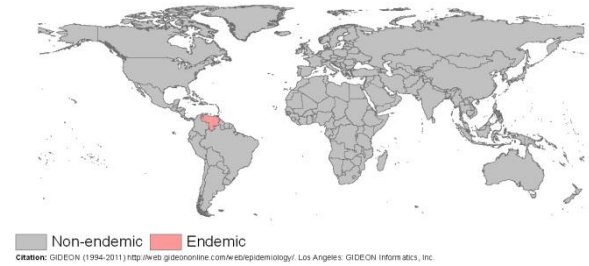 Non-endemic Endemic
Citation: GIDEON (1994-2011) http://web.gideononline.com/web/epidemiology/. Los Angeles: GIDEON Informatics, Inc.